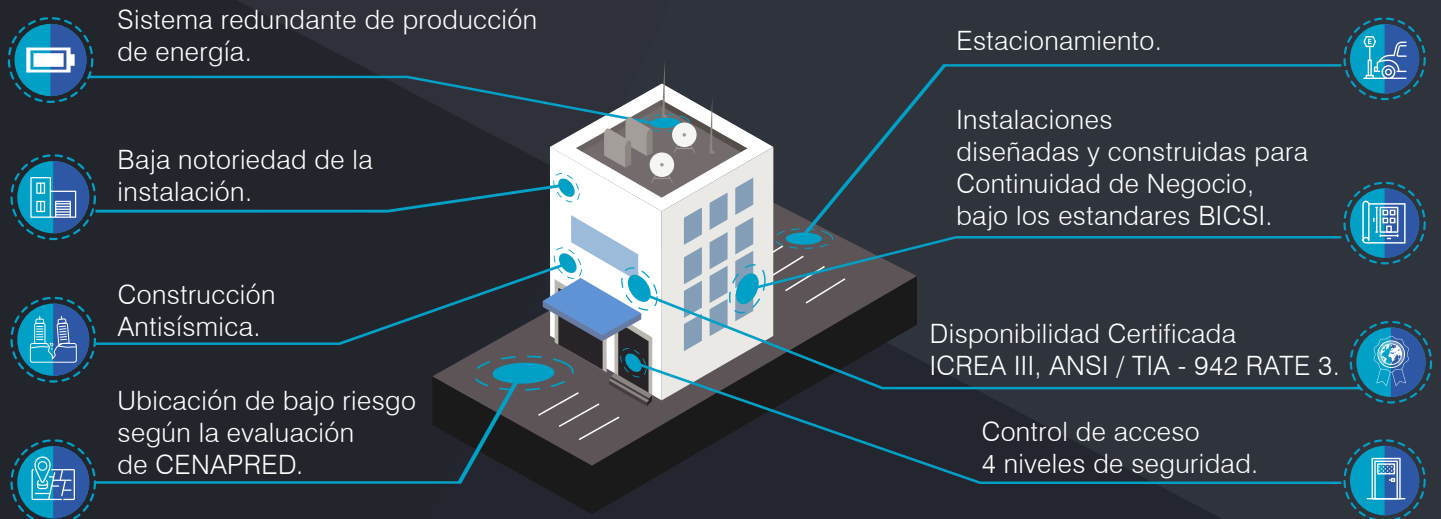 Sistema redundante de producción
de energía.
Baja notoriedad de la
instalación.
Construcción
Antisísmica.
Ubicación de bajo riesgo
según la evaluación
de CENAPRED.
Estacionamiento.
E
Instalaciones
diseñadas y construidas para
Continuidad de Negocio,
bajo los estandares BICSI.
Disponibilidad Certificada
ICREA III, ANSI / TIA - 942 RATE 3.
Control de acceso
4 niveles de seguridad.